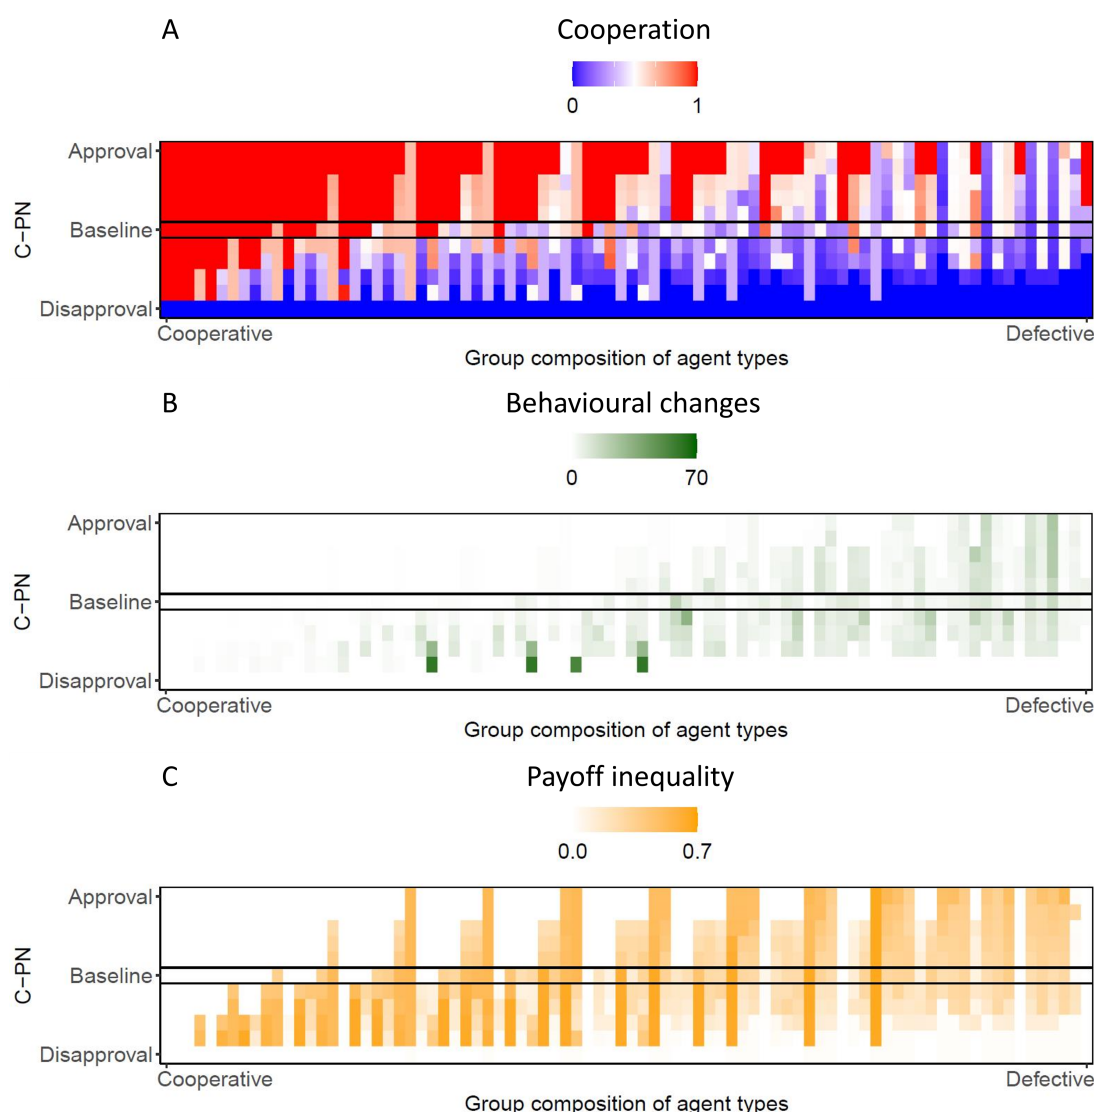 A
Cooperation
0 1
Approval
Baseline
Disapproval
C−PN
Cooperative Defective
Group composition of agent types
B
Behavioural changes
0 70
Approval
Baseline
Disapproval
C−PN
Cooperative Defective
Group composition of agent types
C
Payoff inequality
0.0 0.7
Approval
Baseline
Disapproval
C−PN
Cooperative Defective
Group composition of agent types